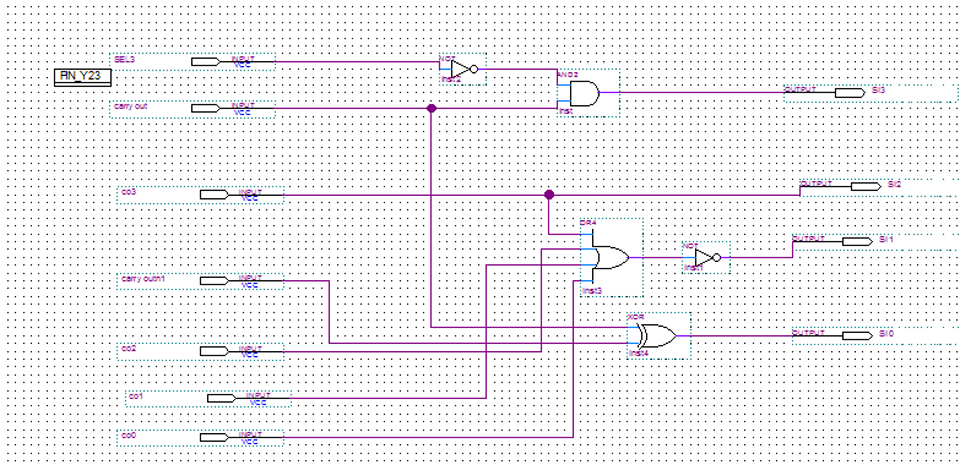 SEL3 INPUT VCC NOT inst2
RN_Y23 AND2
carry out INPUT VCC inst OUTPUT SI3
co3 INPUT VCC OUTPUT SI2
OR4
NOT OUTPUT SI1
inst1
carry outn1 INPUT VCC inst3
XOR OUTPUT SI0
co2 INPUT VCC inst4
co1 INPUT VCC
co0 INPUT VCC